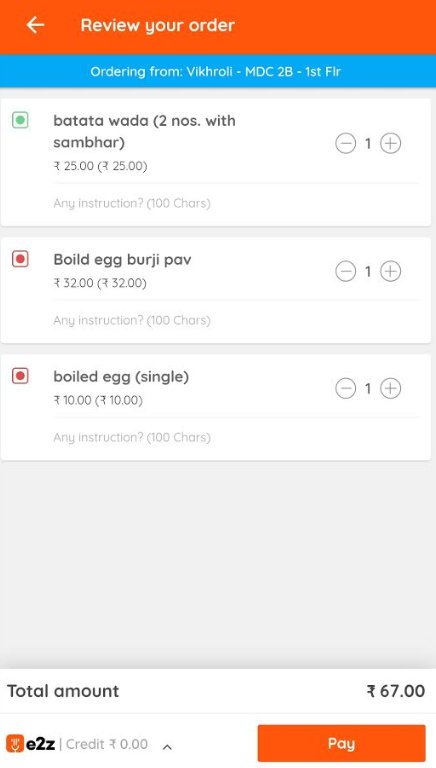 Review your order
Ordering from: Vikhroli - MDC 2B - 1st Flr
batata wada (2 nos. with
sambhar)
1
₹ 25.00 (₹ 25.00)
Any instruction? (100 Chars)
Boild egg burji pav
1
₹ 32.00 (₹ 32.00)
Any instruction? (100 Chars)
boiled egg (single)
1
₹ 10.00 (₹ 10.00)
Any instruction? (100 Chars)
Total amount ₹ 67.00
e2z | Credit ₹ 0.00
Pay